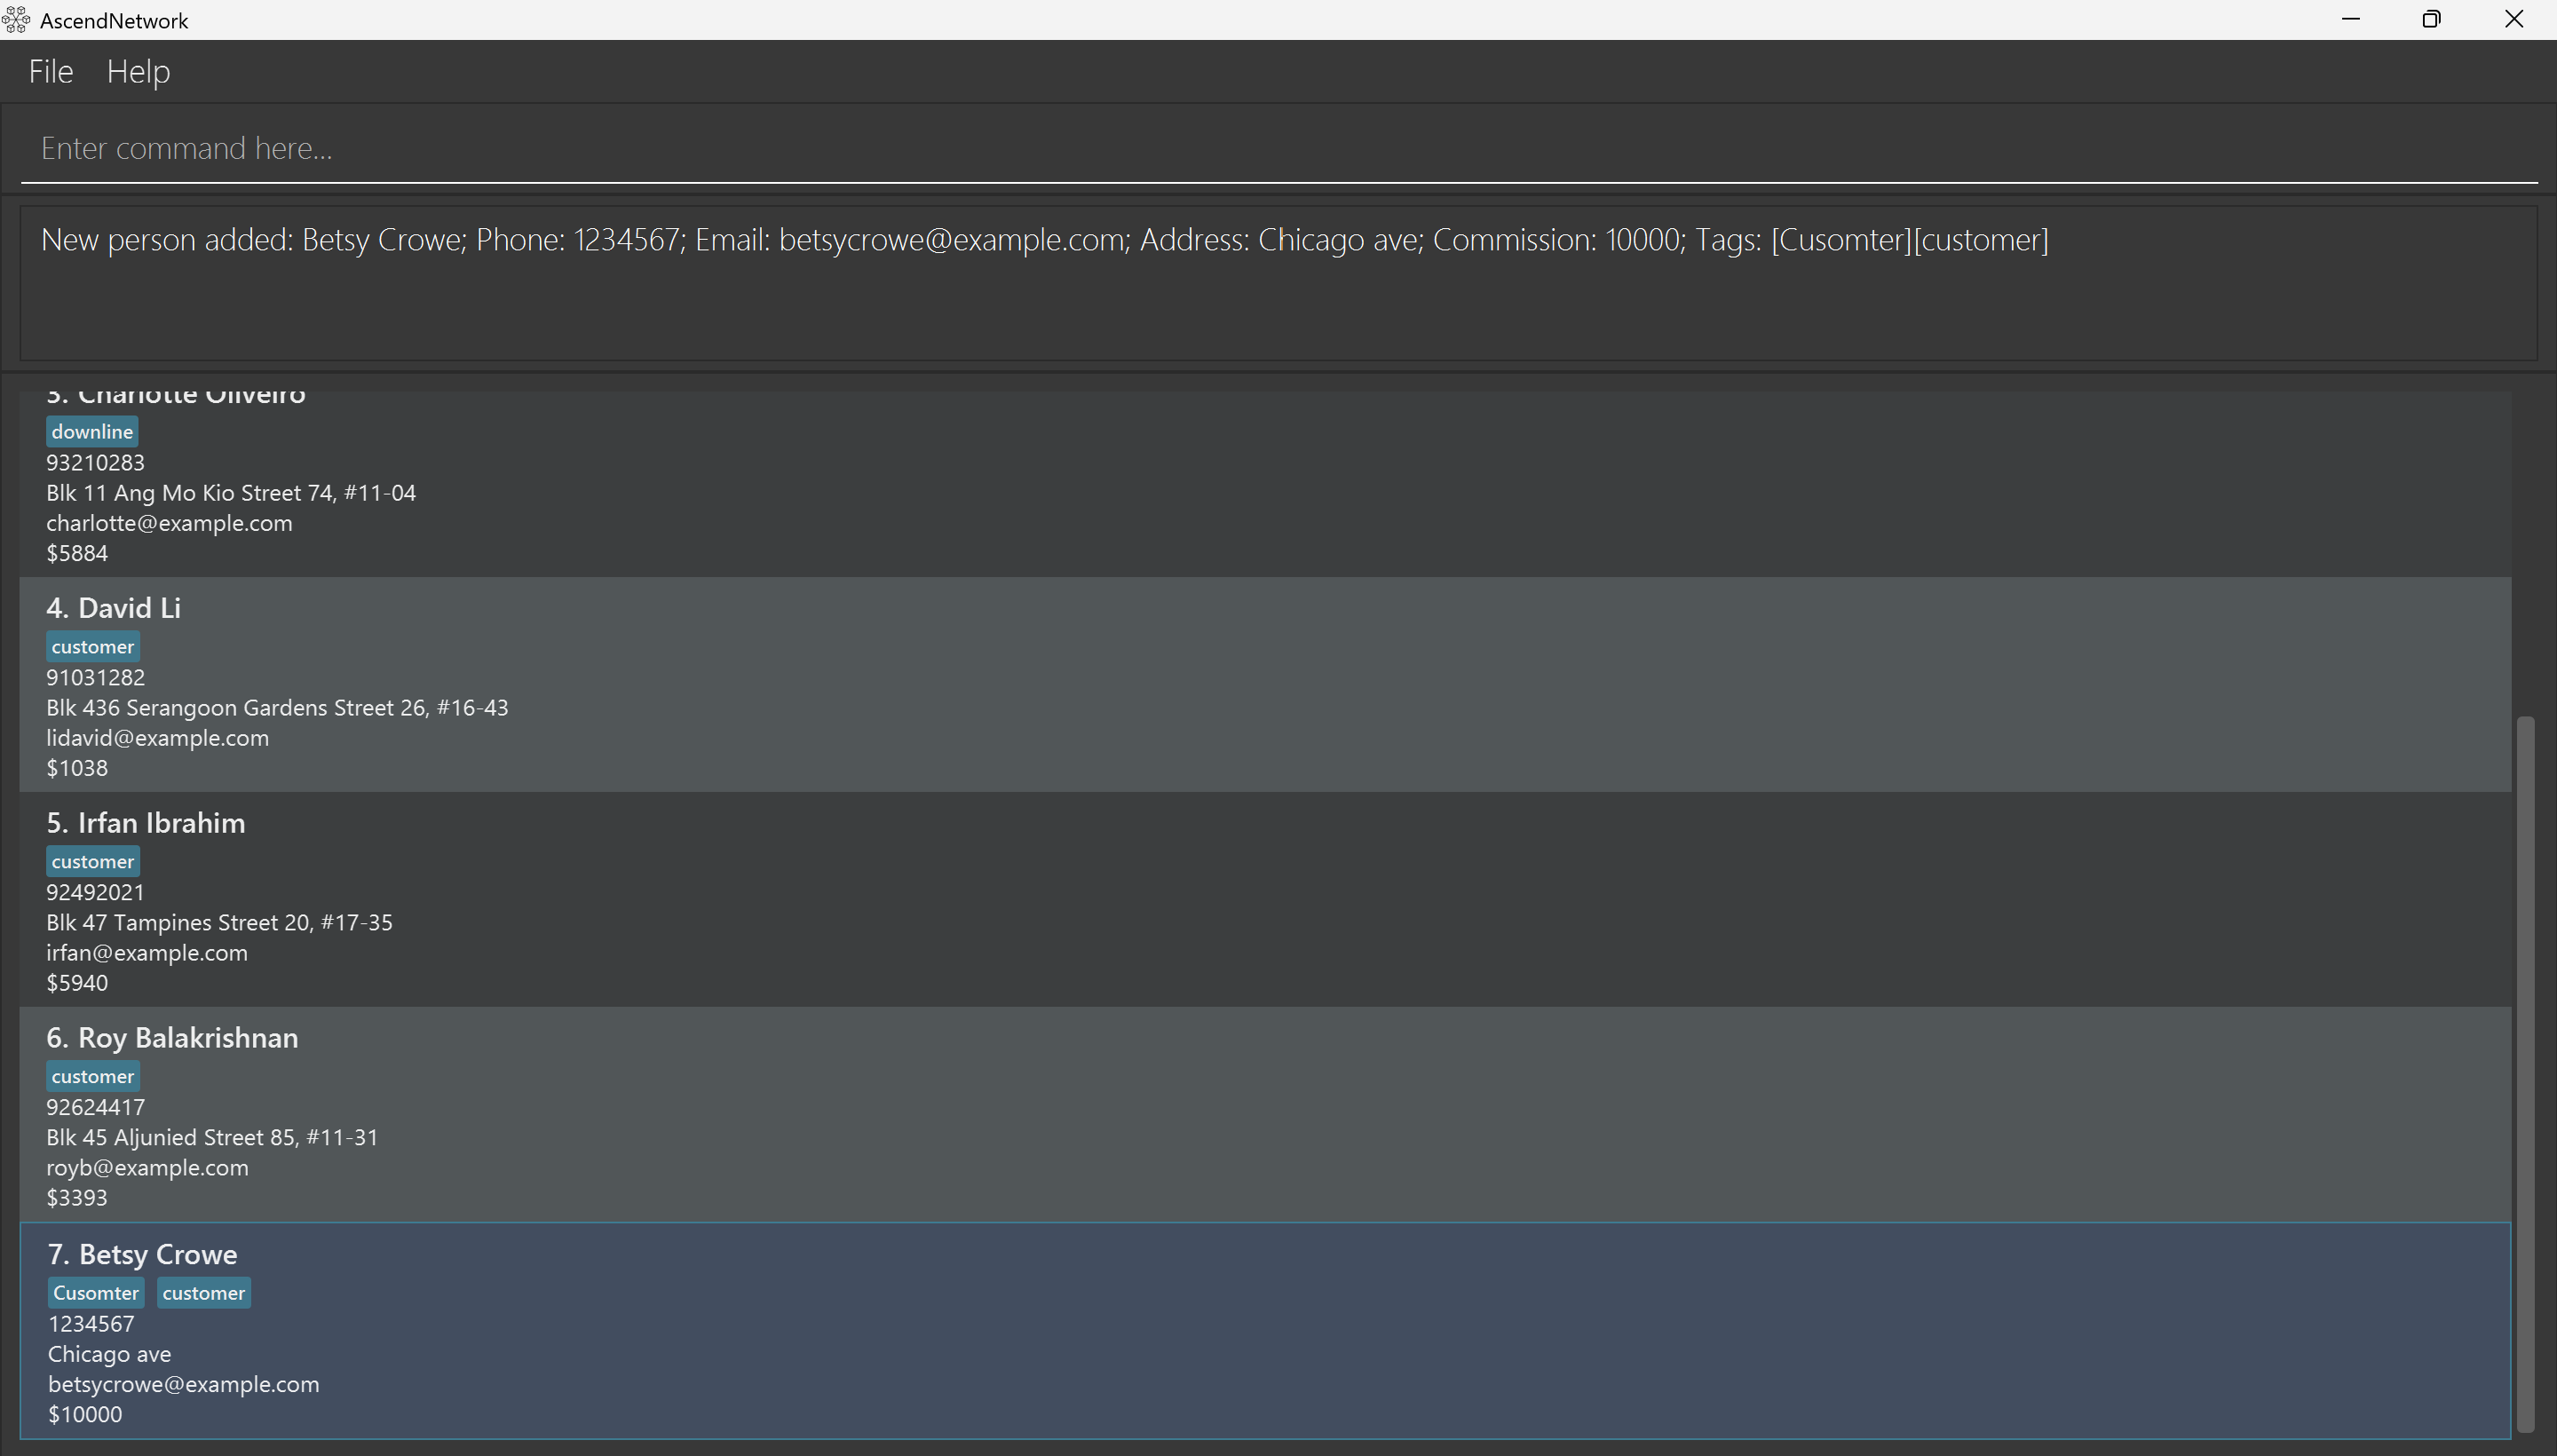 AscendNetwork
File Help
Enter command here...
New person added: Betsy Crowe; Phone: 1234567; Email: betsycrowe@example.com; Address: Chicago ave; Commission: 10000; Tags: [Cusomter][customer]
3. Charlotte Oliveiro
downline
93210283
Blk 11 Ang Mo Kio Street 74, #11-04
charlotte@example.com
$5884
4. David Li
customer
91031282
Blk 436 Serangoon Gardens Street 26, #16-43
lidavid@example.com
$1038
5. Irfan Ibrahim
customer
92492021
Blk 47 Tampines Street 20, #17-35
irfan@example.com
$5940
6. Roy Balakrishnan
customer
92624417
Blk 45 Aljunied Street 85, #11-31
royb@example.com
$3393
7. Betsy Crowe
Cusomter customer
1234567
Chicago ave
betsycrowe@example.com
$10000